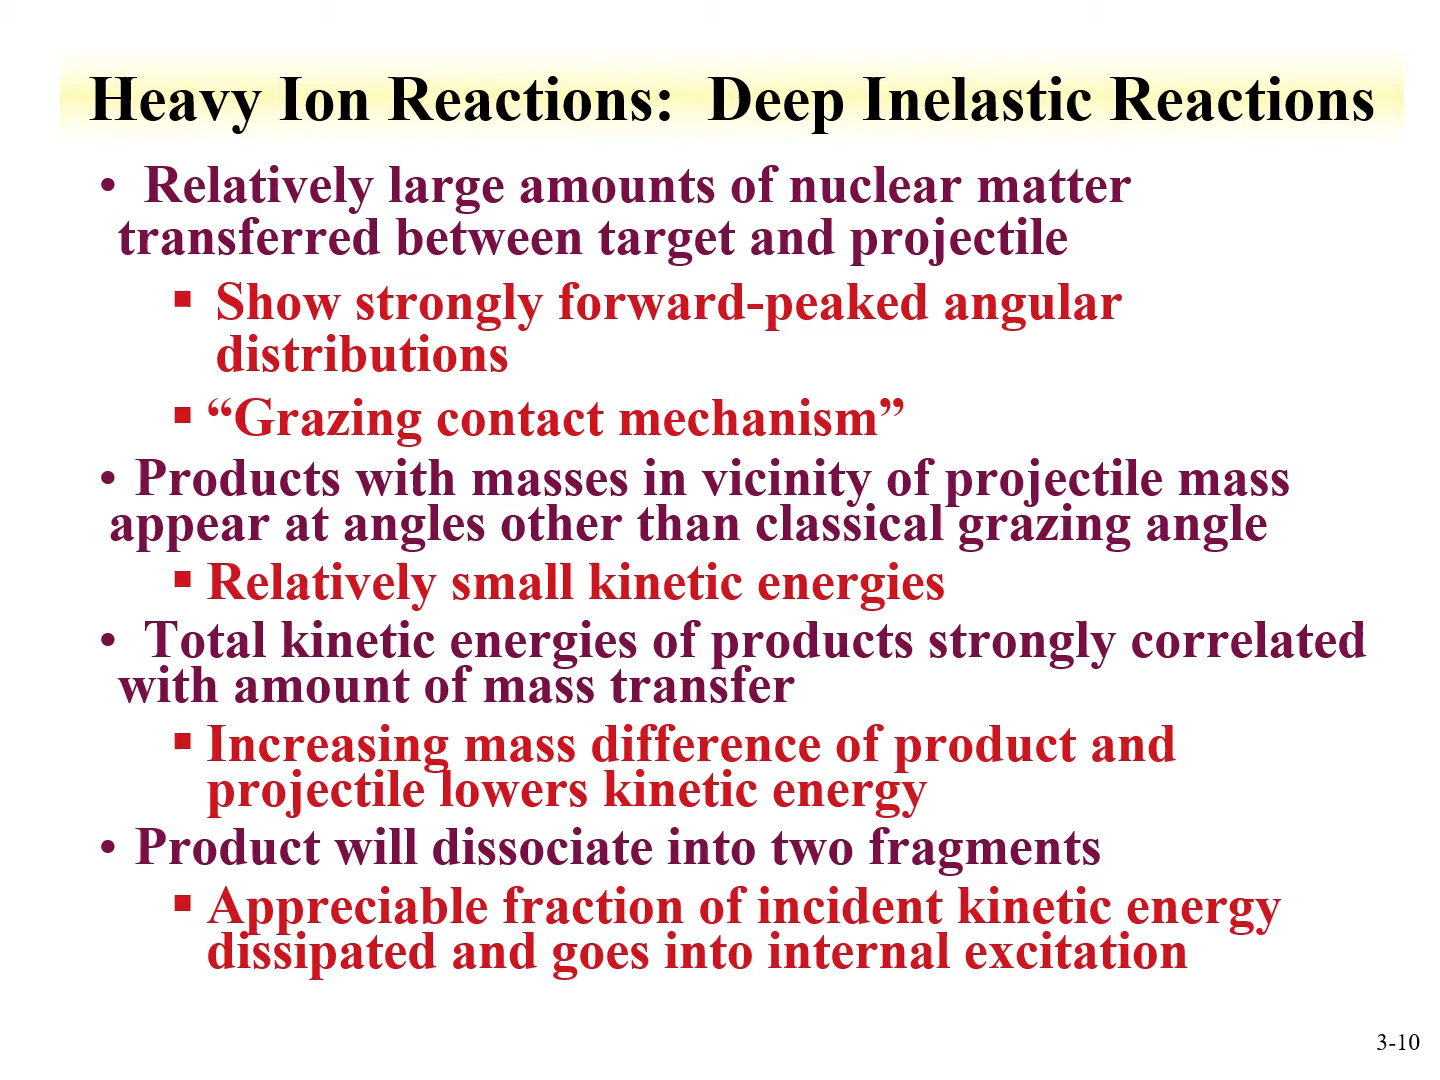 Heavy Ion Reactions: Deep Inelastic Reactions
• Relatively large amounts of nuclear matter
transferred between target and projectile
▪ Show strongly forward-peaked angular
distributions
▪ “Grazing contact mechanism”
• Products with masses in vicinity of projectile mass
appear at angles other than classical grazing angle
▪ Relatively small kinetic energies
• Total kinetic energies of products strongly correlated
with amount of mass transfer
▪ Increasing mass difference of product and
projectile lowers kinetic energy
• Product will dissociate into two fragments
▪ Appreciable fraction of incident kinetic energy
dissipated and goes into internal excitation
3-10